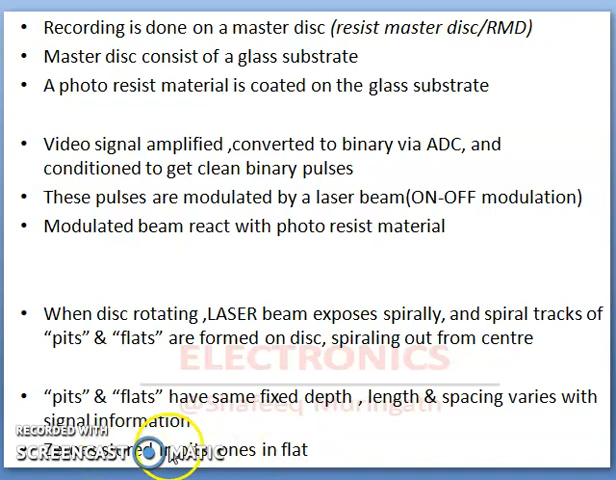 Recording is done on a master disc (resist master disc/RMD)
Master disc consist of a glass substrate
A photo resist material is coated on the glass substrate
Video signal amplified ,converted to binary via ADC, and
conditioned to get clean binary pulses
These pulses are modulated by a laser beam(ON-OFF modulation)
Modulated beam react with photo resist material
When disc rotating ,LASER beam exposes spirally, and spiral tracks of
"pits" & "flats" are formed on disc, spiraling out from centre
ELECTRONICS
"pits" & "flats" have same fixed depth , length & spacing varies with
@Shafeeq Muringath
signal information
RECORDED WITH
in pits, ones in flat
SCREENCAST MATIC